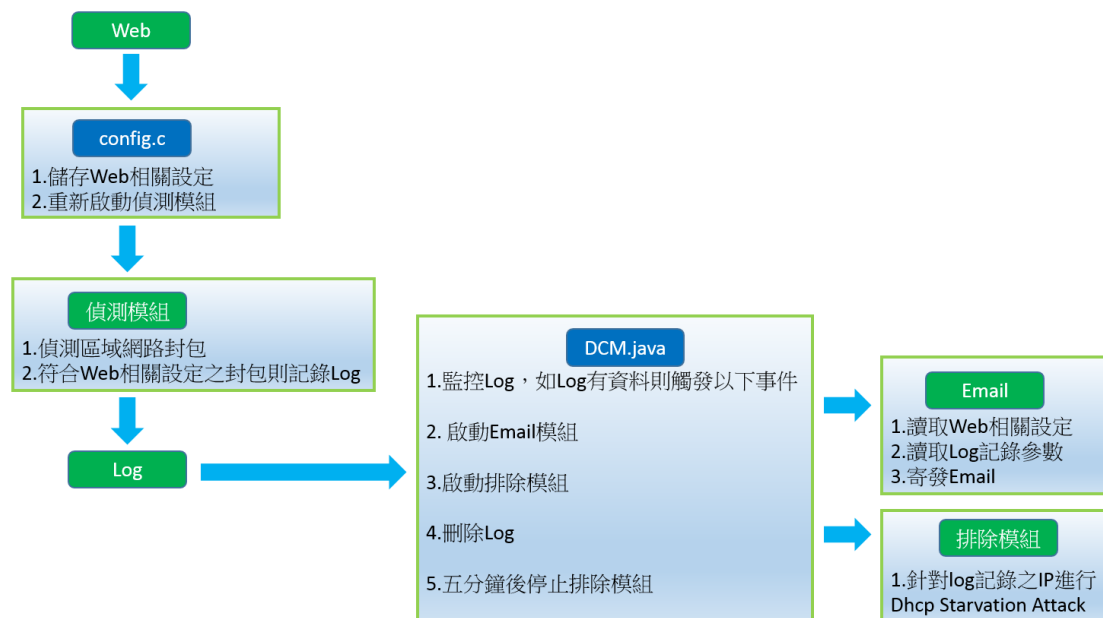 Web
config.c
1.儲存Web相關設定
2.重新啟動偵測模組
偵測模組
1.偵測區域網路封包
2.符合Web相關設定之封包則記錄Log
Log
DCM.java
1.監控Log，如Log有資料則觸發以下事件
2. 啟動Email模組
3.啟動排除模組
4.刪除Log
5.五分鐘後停止排除模組
Email
1.讀取Web相關設定
2.讀取Log記錄參數
3.寄發Email
排除模組
1.針對log記錄之IP進行
Dhcp Starvation Attack